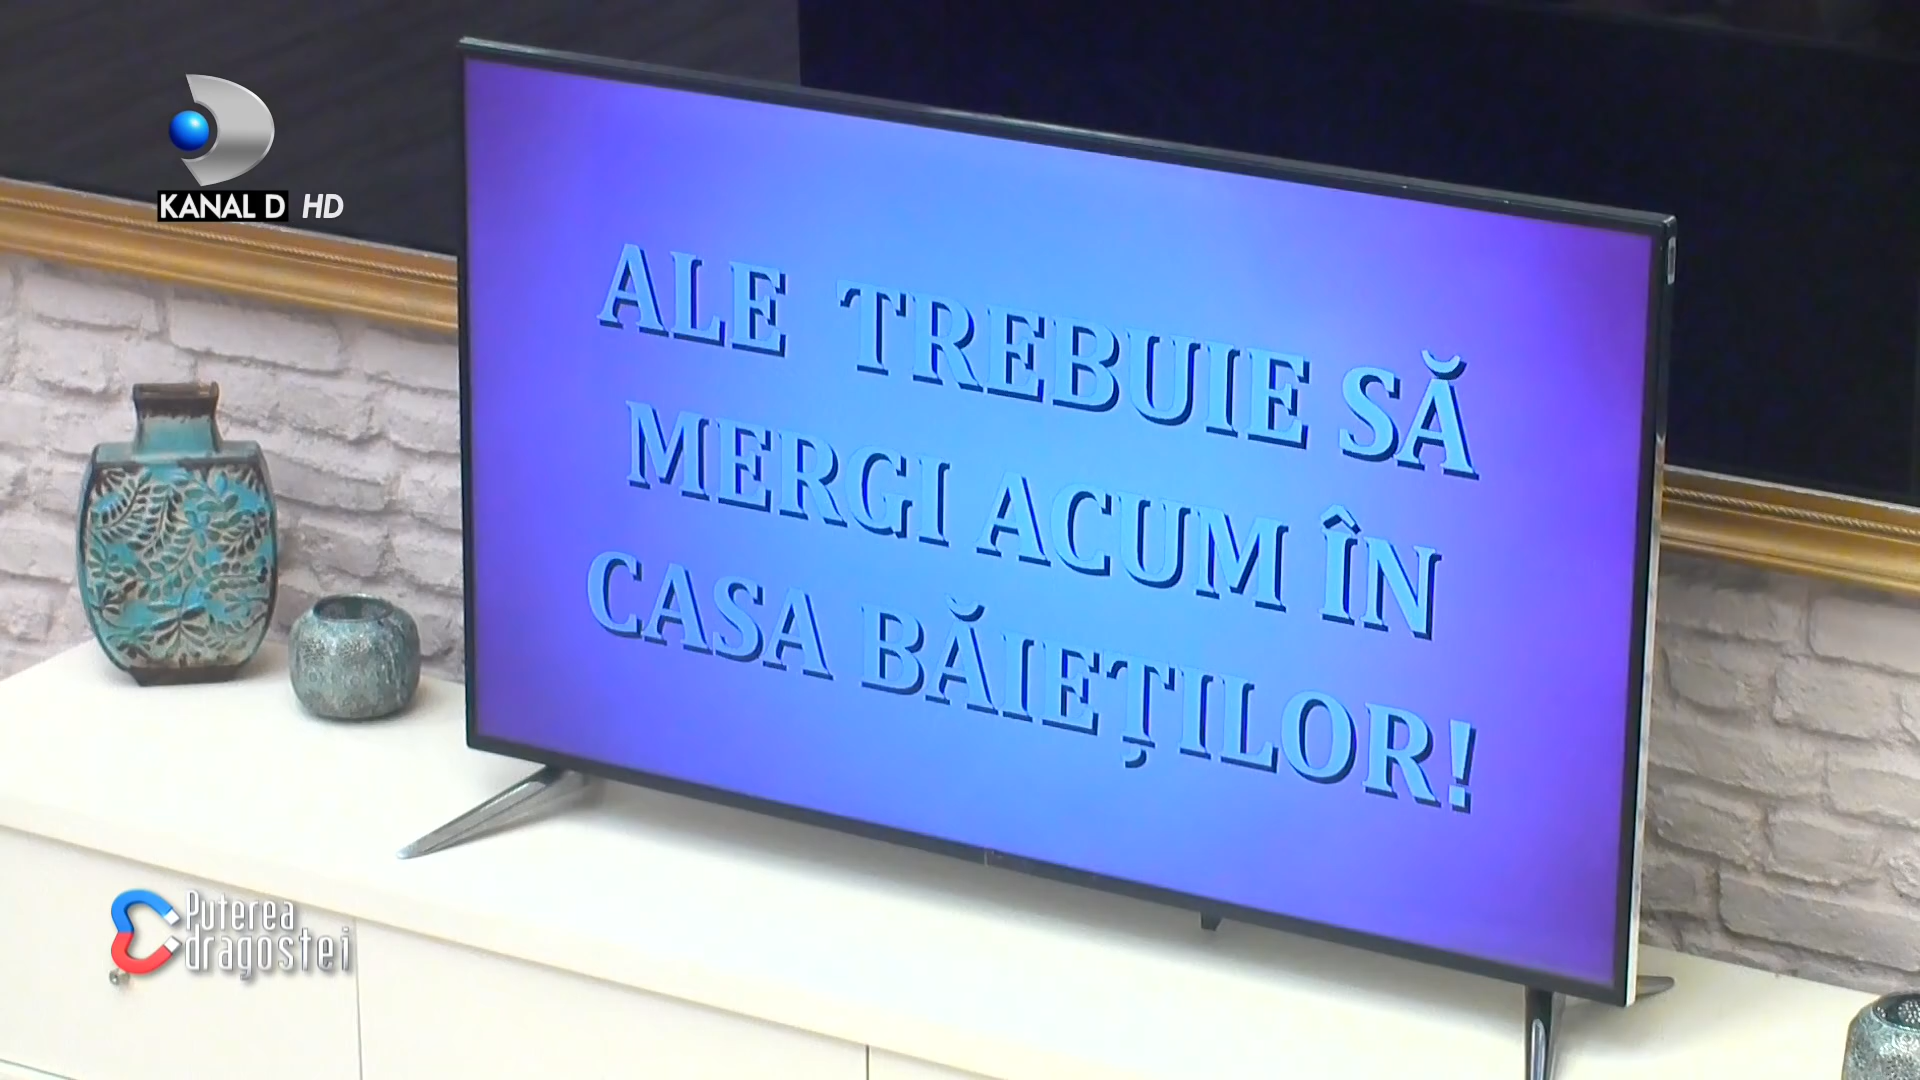 KANAL D HD
ALE TREBUIE SĂ
MERGI ACUM ÎN
CASA BĂIEȚILOR!
Puterea
dragostei